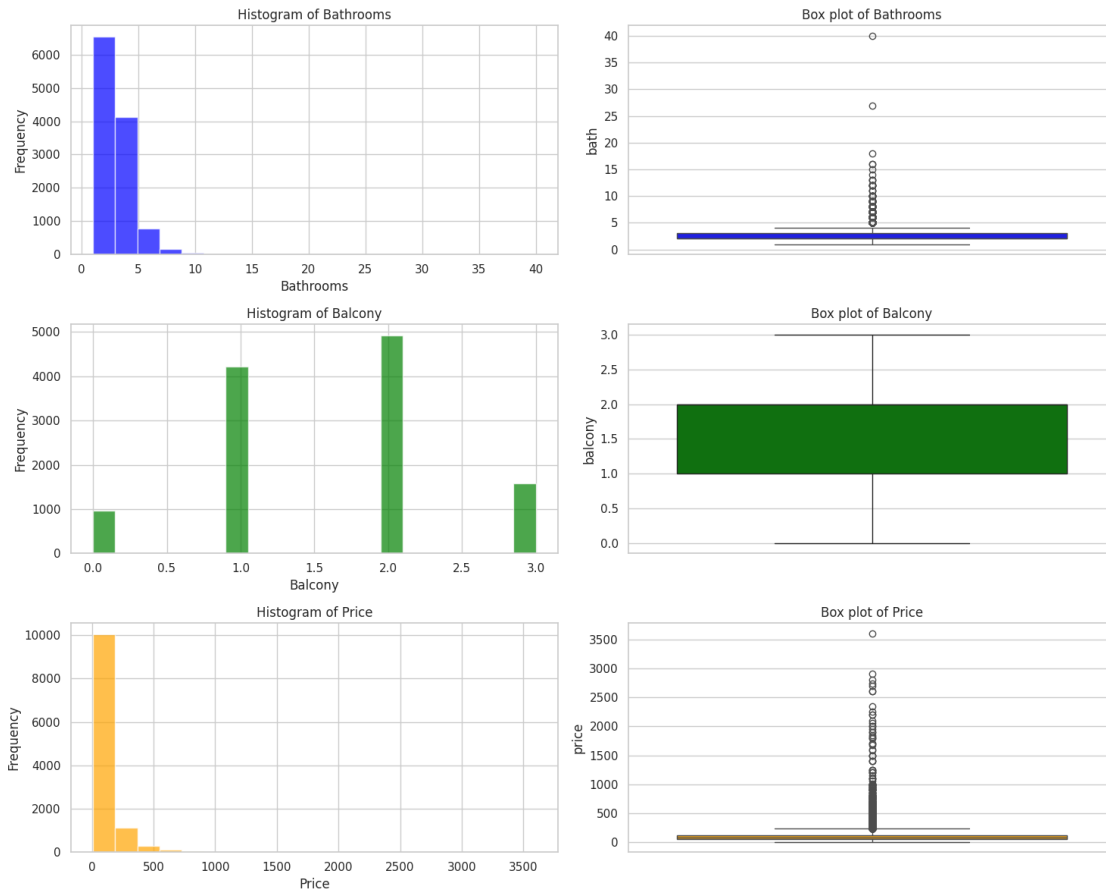 Histogram of Bathrooms
6000
5000
4000
3000
2000
1000
0
Frequency
0 5 10 15 20 25 30 35 40
Bathrooms
Box plot of Bathrooms
40
35
30
25
20
15
10
5
0
bath
Histogram of Balcony
5000
4000
3000
2000
1000
0
Frequency
0.0 0.5 1.0 1.5 2.0 2.5 3.0
Balcony
Box plot of Balcony
3.0
2.5
2.0
1.5
1.0
0.5
0.0
balcony
Histogram of Price
10000
8000
6000
4000
2000
0
Frequency
0 500 1000 1500 2000 2500 3000 3500
Price
Box plot of Price
3500
3000
2500
2000
1500
1000
500
0
price